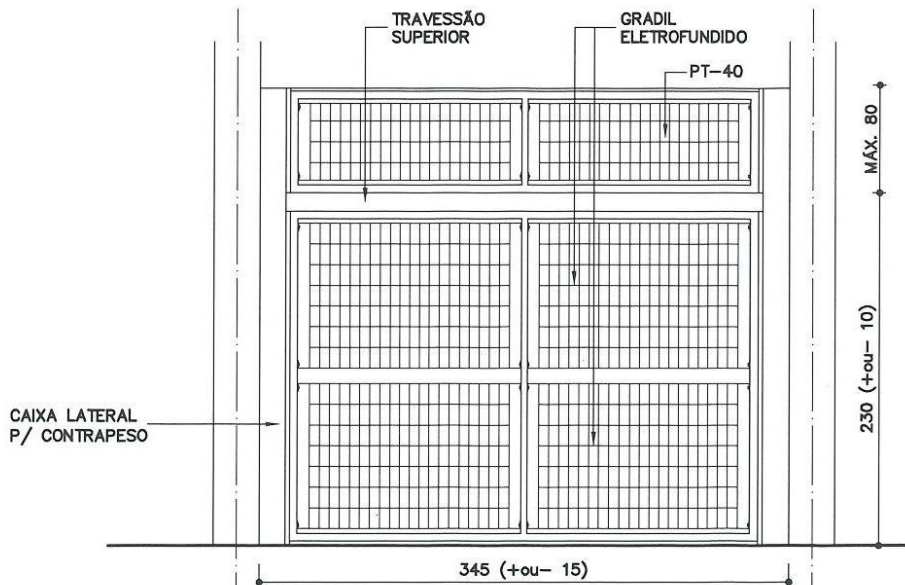 TRAVESSÃO
SUPERIOR
GRADIL
ELETROFUNDIDO
PT-40
MÁX. 80
230 (+ou- 10)
CAIXA LATERAL
P/ CONTRAPESO
345 (+ou- 15)